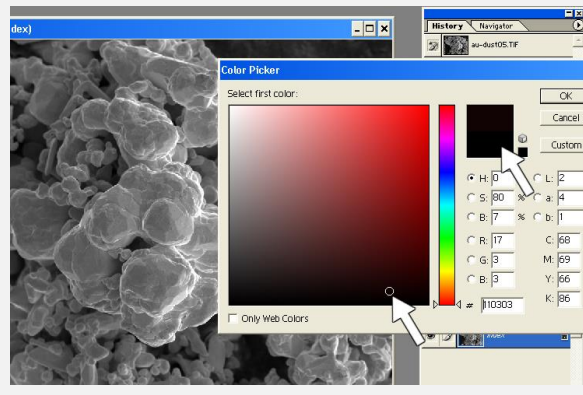 dex)
History
Navigator
au-dust05.TIF
Color Picker
Select first color:
OK
Cancel
Custom
H: 0
S: 80 %
B: 7 %
L: 2
a: 4
b: 1
R: 17
G: 3
B: 3
C: 68
M: 69
Y: 66
K: 86
# 110303
Only Web Colors